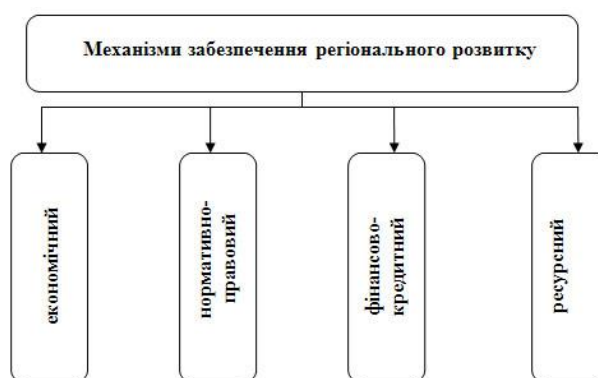 Механізми забезпечення регіонального розвитку
економічний
нормативно-
правовий
фінансово-
кредитний
ресурсний